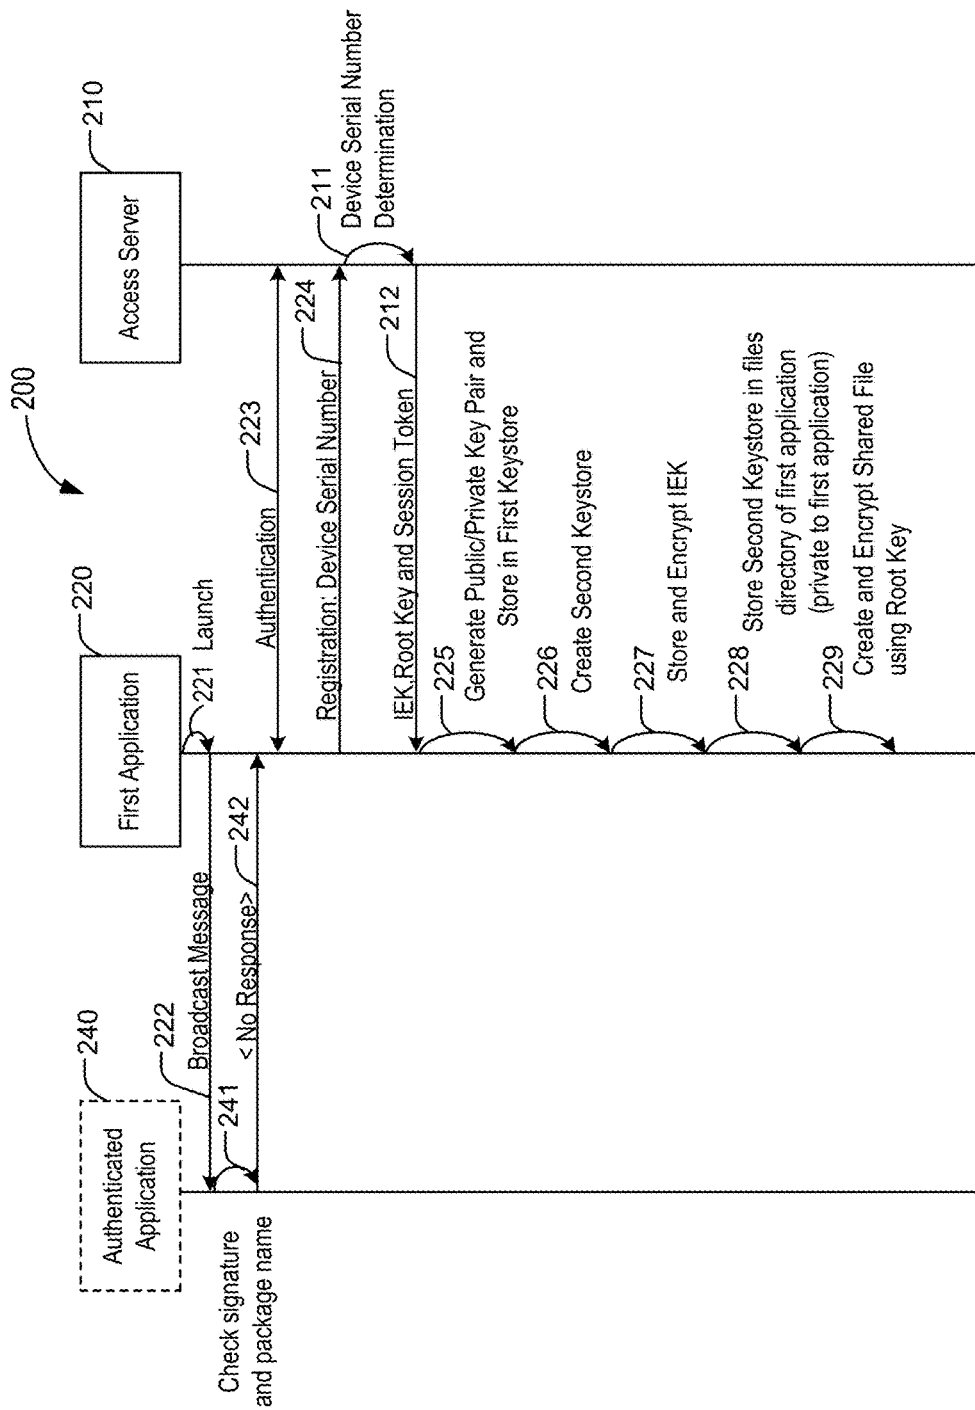 200
240
Authenticated
Application
220
First Application
210
Access Server
221 Launch
222
Broadcast Message
Check signature
and package name
241
< No Response>
242
Authentication
223
Registration: Device Serial Number
224
211
Device Serial Number
Determination
IEK,Root Key and Session Token
212
225
Generate Public/Private Key Pair and
Store in First Keystore
226
Create Second Keystore
227
Store and Encrypt IEK
228
Store Second Keystore in files
directory of first application
(private to first application)
229
Create and Encrypt Shared File
using Root Key